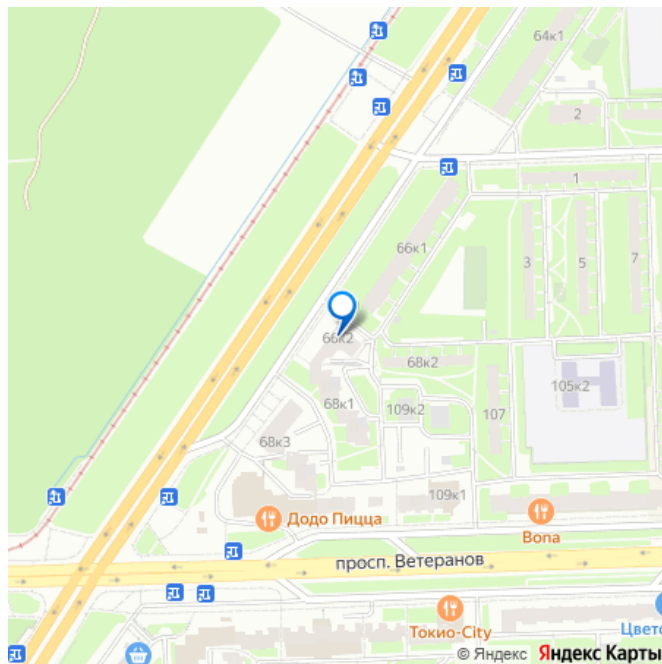 64к1
2
1
66к1
3
5
7
66к2
68к2
105к2
68к1
109к2
107
68к3
109к1
Додо Пицца
Bona
просп. Ветеранов
Токио-City
Цвето
© Яндекс Яндекс Карты